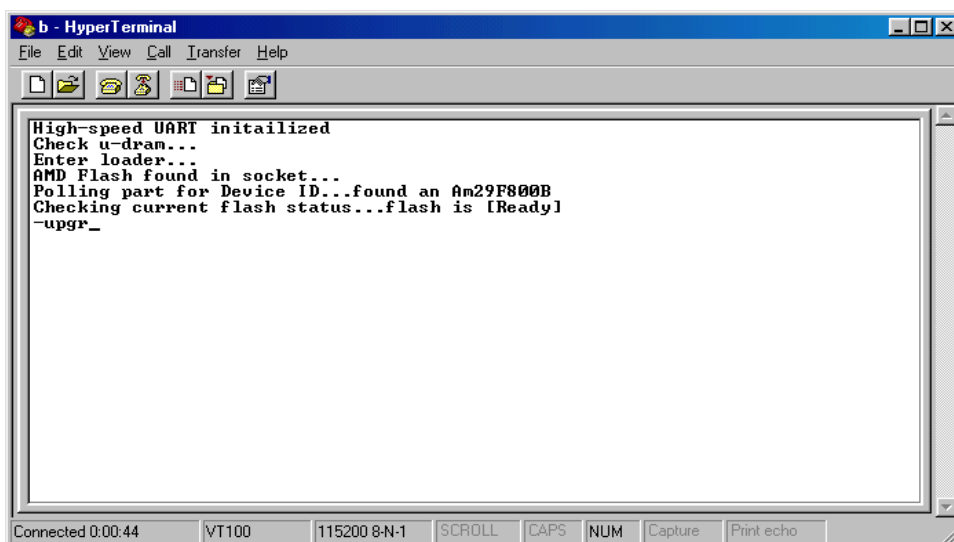 b - HyperTerminal
File Edit View Call Transfer Help
High-speed UART initailized
Check u-dram...
Enter loader...
AMD Flash found in socket...
Polling part for Device ID...found an Am29F800B
Checking current flash status...flash is [Ready]
-upgr_
Connected 0:00:44 VT100 115200 8-N-1 SCROLL CAPS NUM Capture Print echo